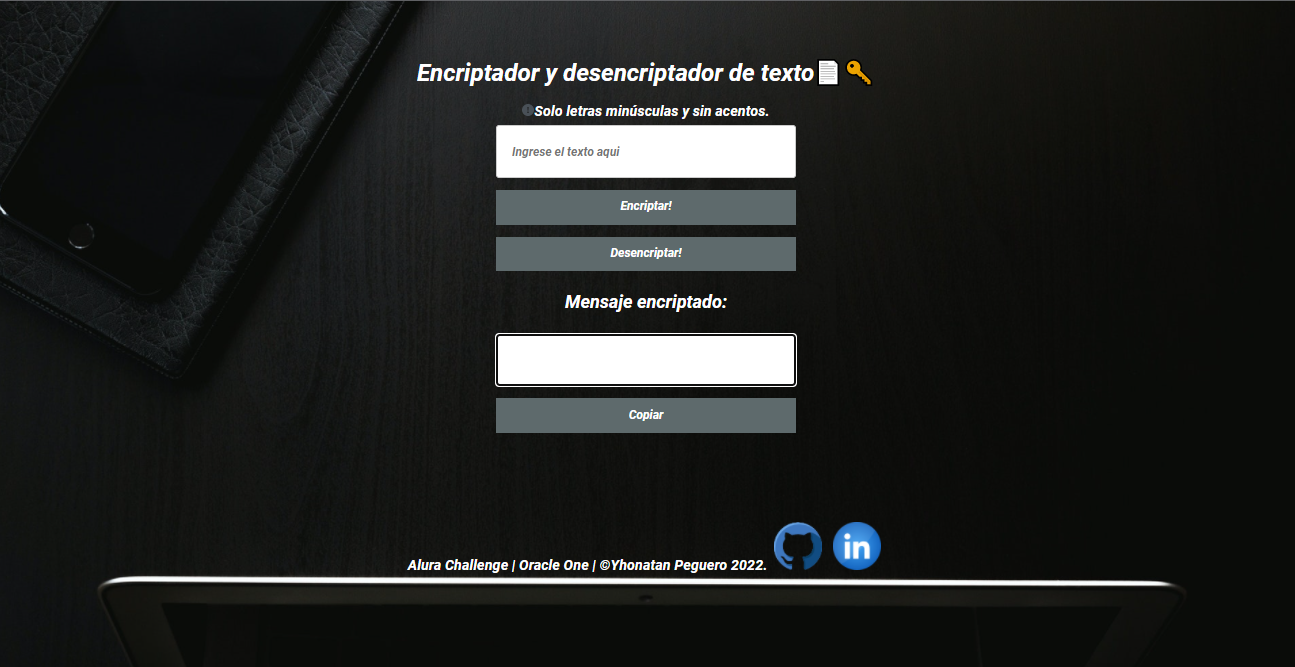 Encriptador y desencriptador de texto
Solo letras minúsculas y sin acentos.
Ingrese el texto aqui
Encriptar!
Desencriptar!
Mensaje encriptado:
Copiar
Alura Challenge | Oracle One | ©Yhonatan Peguero 2022.
in